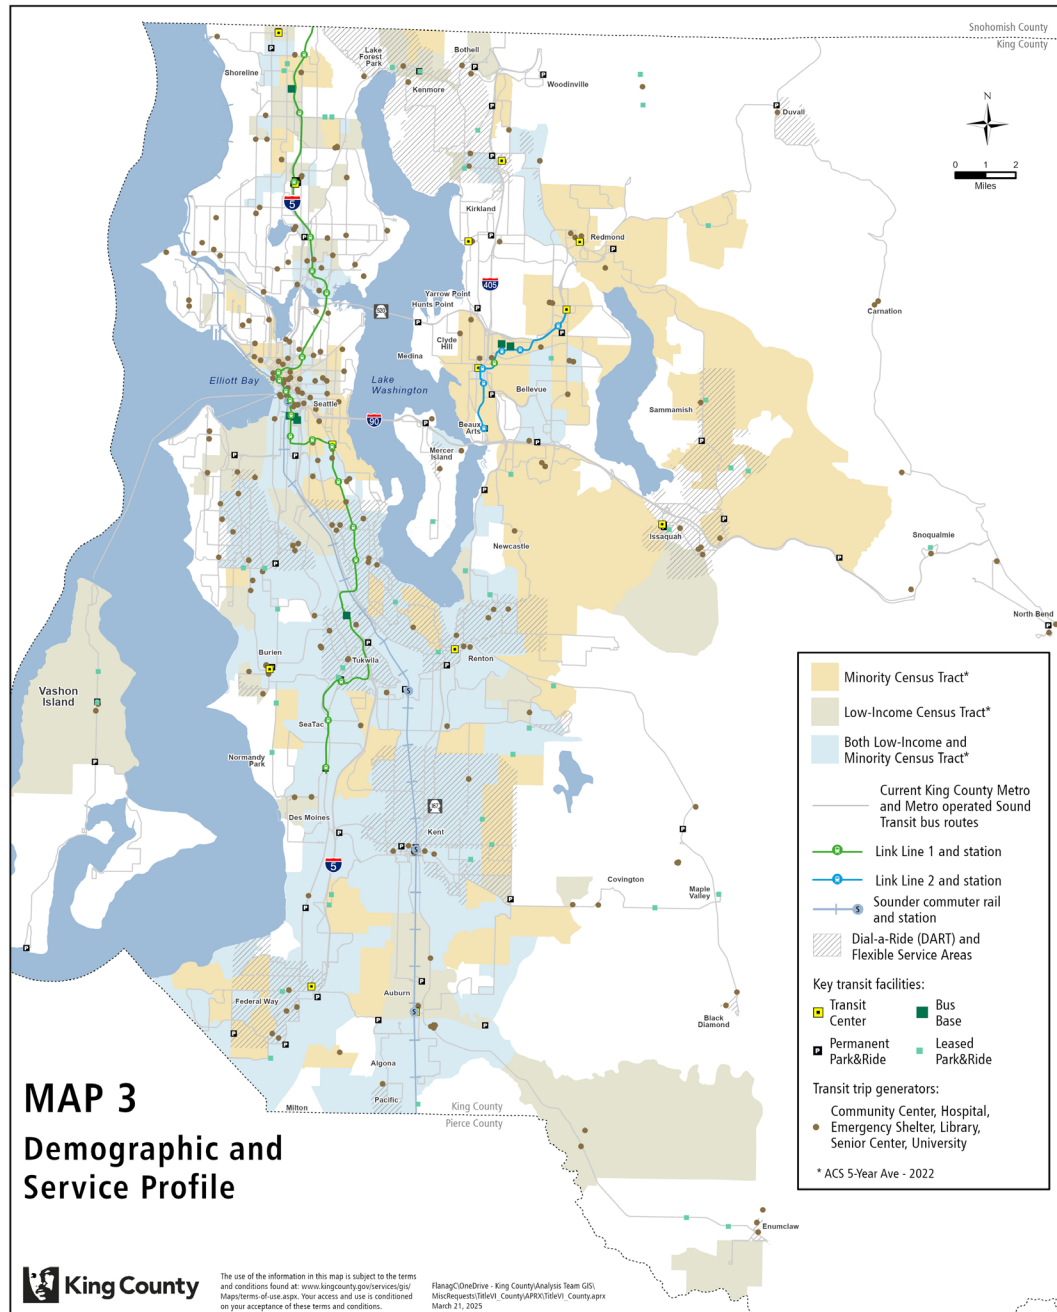 Snohomish County
King County
Lake
Forest
Park
Bothell
Shoreline
Kenmore
Woodinville
N
Duvall
0 1 2
Miles
5
Kirkland
Redmond
405
Yarrow Point
Hunts Point
520
Carnation
Clyde
Hill
Medina
Elliott Bay
Lake
Washington
Bellevue
Seattle
Sammamish
90
Beaux
Arts
Mercer
Island
Issaquah
Newcastle
Snoqualmie
North Bend
Burien
Tukwila
Renton
Vashon
Island
SeaTac
Normandy
Park
167
Des Moines
Kent
5
Covington
Maple
Valley
Federal Way
Auburn
Black
Diamond
Algona
Pacific
Milton
King County
Pierce County
Enumclaw
Minority Census Tract*
Low-Income Census Tract*
Both Low-Income and
Minority Census Tract*
Current King County Metro
and Metro operated Sound
Transit bus routes
Link Line 1 and station
Link Line 2 and station
S
Sounder commuter rail
and station
Dial-a-Ride (DART) and
Flexible Service Areas
Key transit facilities:
Transit
Center
Bus
Base
P
Permanent
Park&Ride
Leased
Park&Ride
Transit trip generators:
Community Center, Hospital,
Emergency Shelter, Library,
Senior Center, University
* ACS 5-Year Ave - 2022
MAP 3
Demographic and
Service Profile
King County
The use of the information in this map is subject to the terms
and conditions found at: www.kingcounty.gov/services/gis/
Maps/terms-of-use.aspx. Your access and use is conditioned
on your acceptance of these terms and conditions.
FlanagC\OneDrive - King County\Analysis Team GIS\
MiscRequests\TitleVI_County\APRX\TitleVI_County.aprx
March 21, 2025